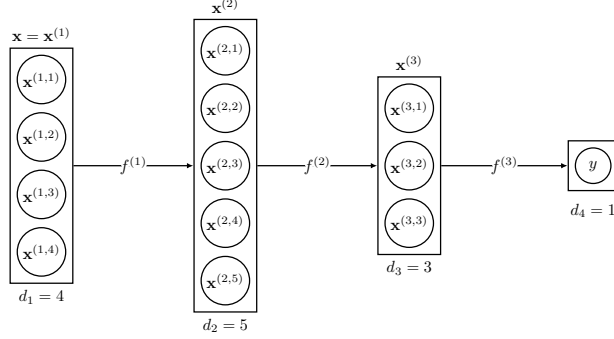 𝐱 = 𝐱^{(1)}
𝐱^{(1,1)}
𝐱^{(1,2)}
𝐱^{(1,3)}
𝐱^{(1,4)}
d_1 = 4
f^{(1)}
𝐱^{(2)}
𝐱^{(2,1)}
𝐱^{(2,2)}
𝐱^{(2,3)}
𝐱^{(2,4)}
𝐱^{(2,5)}
d_2 = 5
f^{(2)}
𝐱^{(3)}
𝐱^{(3,1)}
𝐱^{(3,2)}
𝐱^{(3,3)}
d_3 = 3
f^{(3)}
y
d_4 = 1